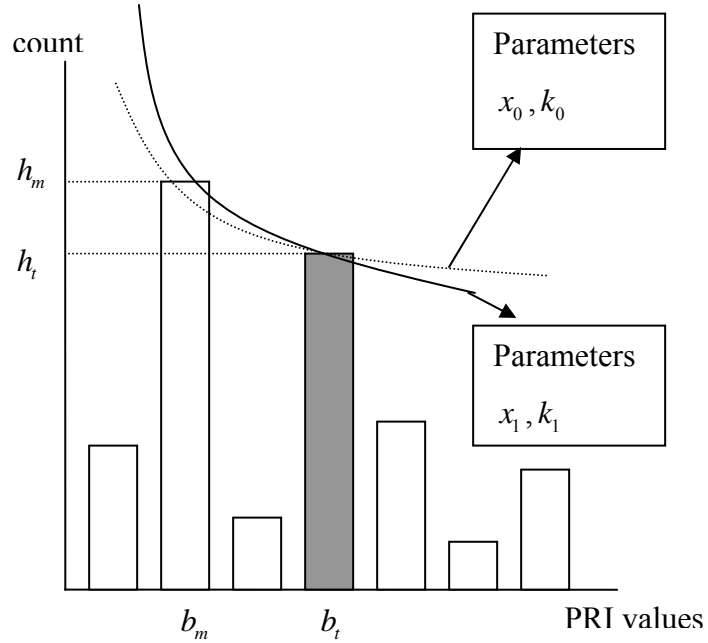 count
Parameters
x₀ , k₀
hₘ
hₜ
Parameters
x₁ , k₁
bₘ
bₜ
PRI values